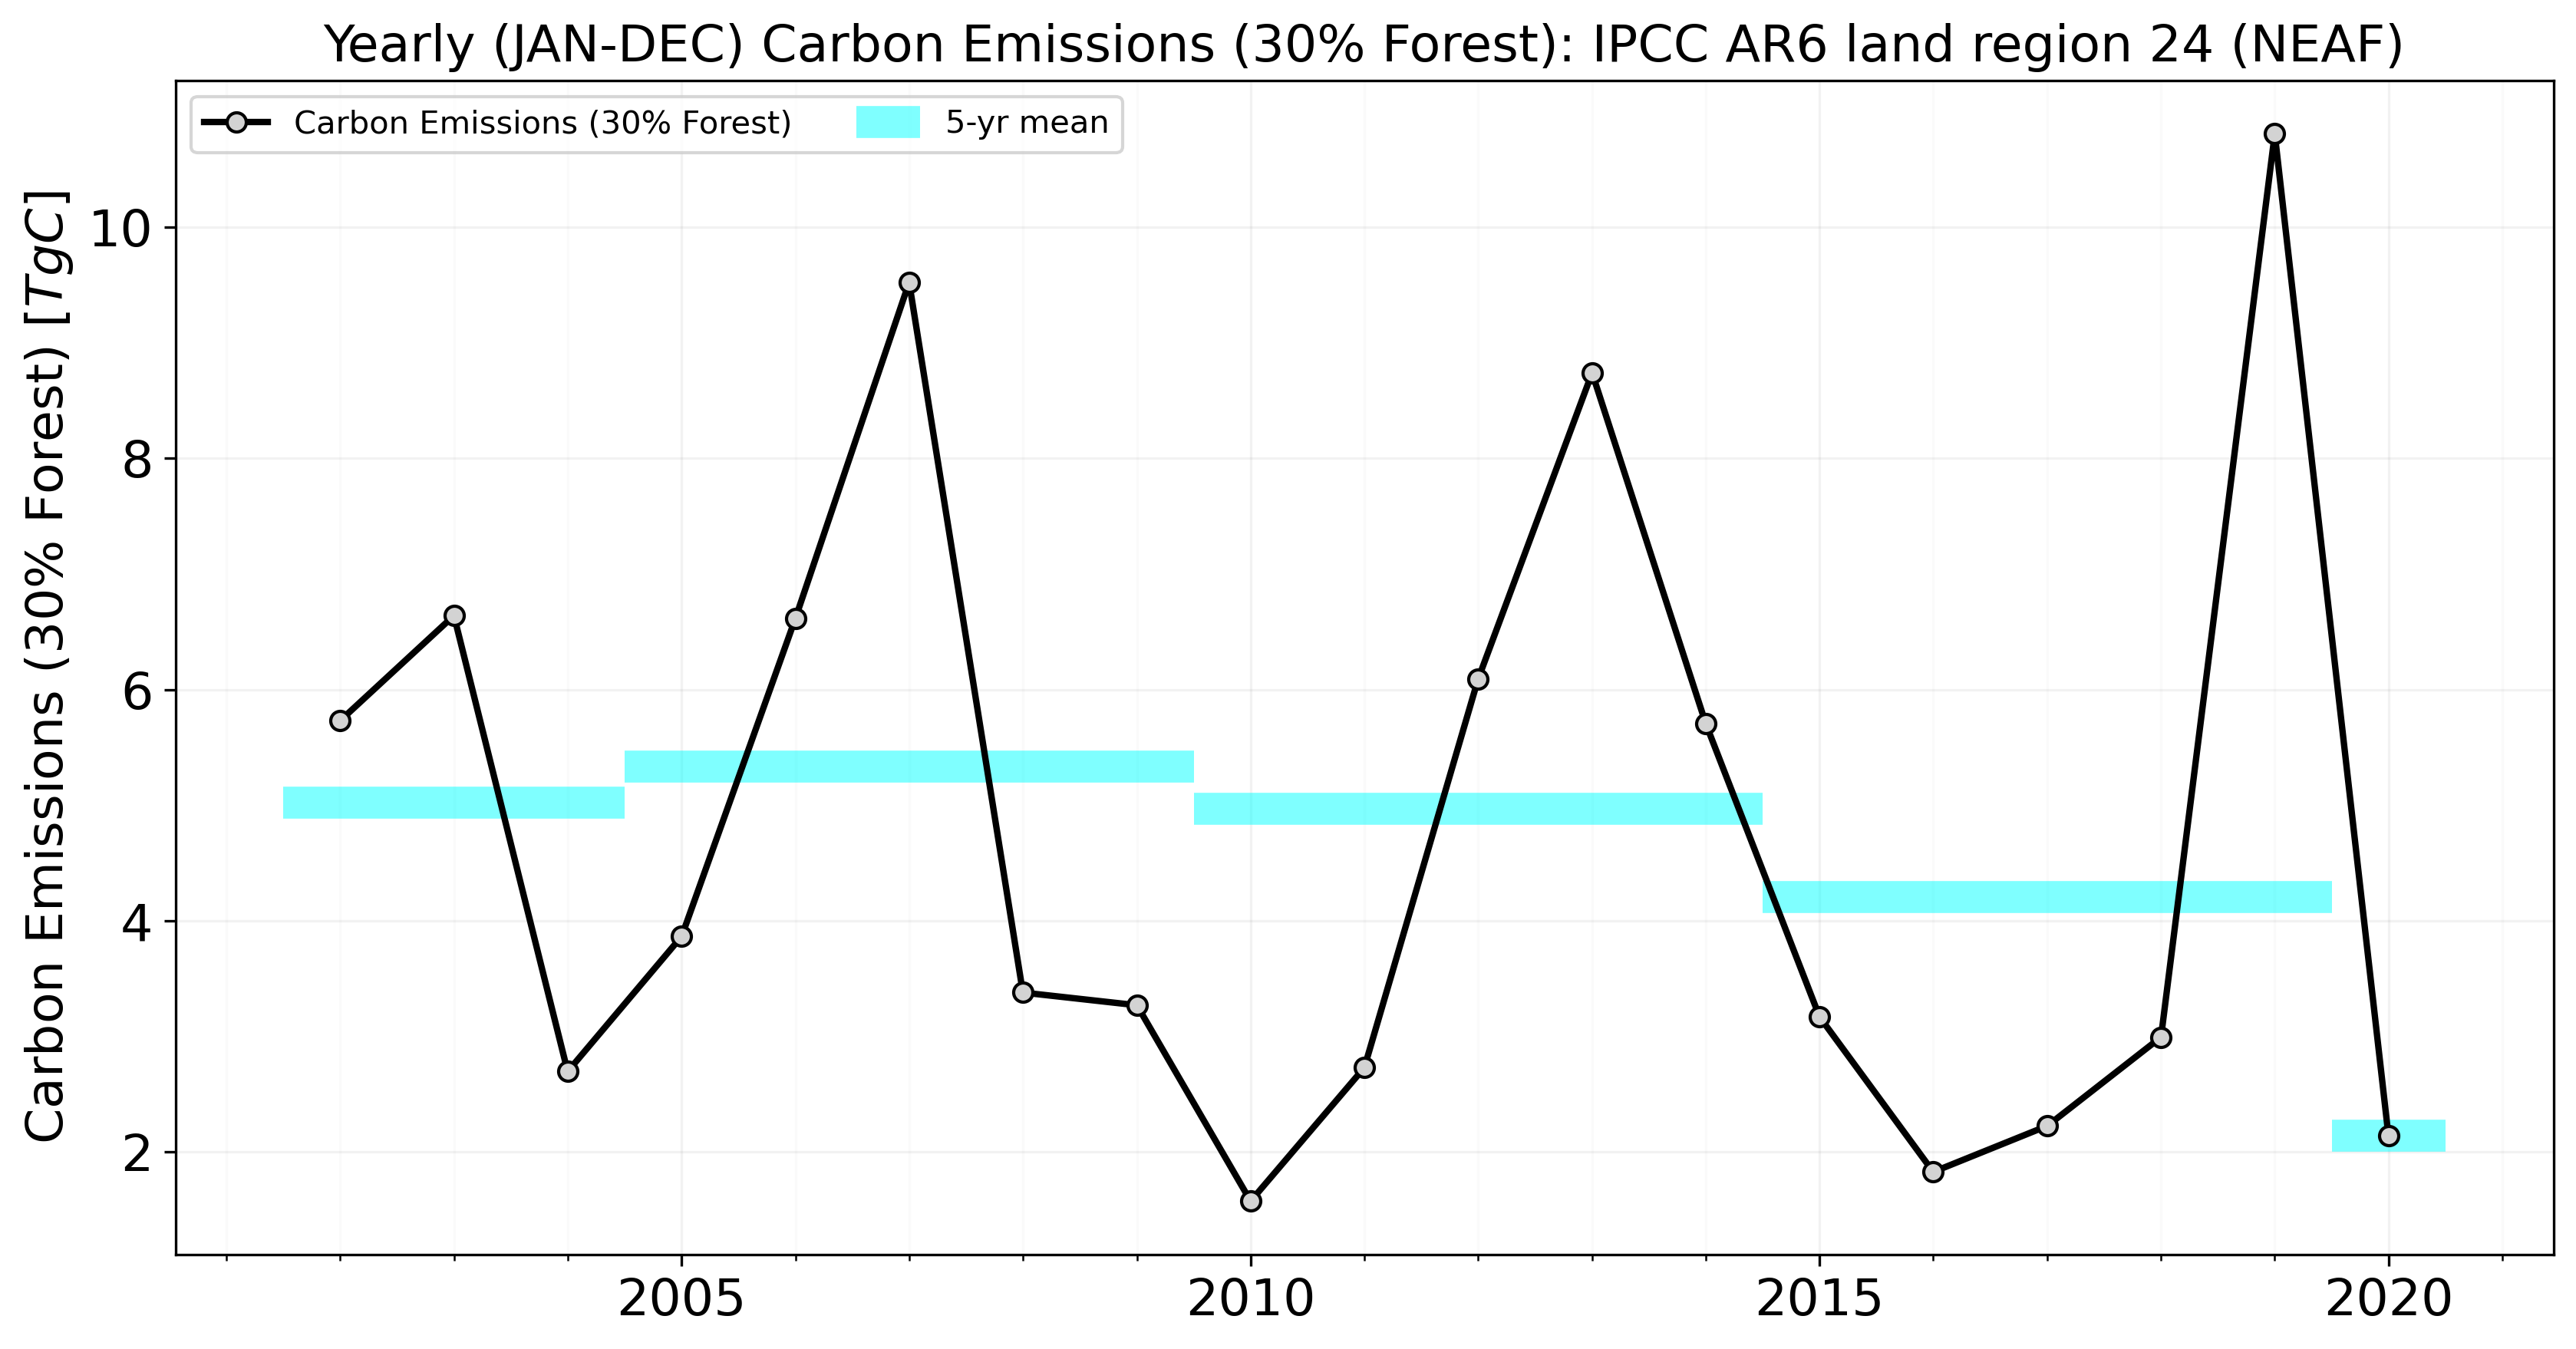 Yearly (JAN-DEC) Carbon Emissions (30% Forest): IPCC AR6 land region 24 (NEAF)
Carbon Emissions (30% Forest)
5-yr mean
Carbon Emissions (30% Forest) [TgC]
10
8
6
4
2
2005
2010
2015
2020